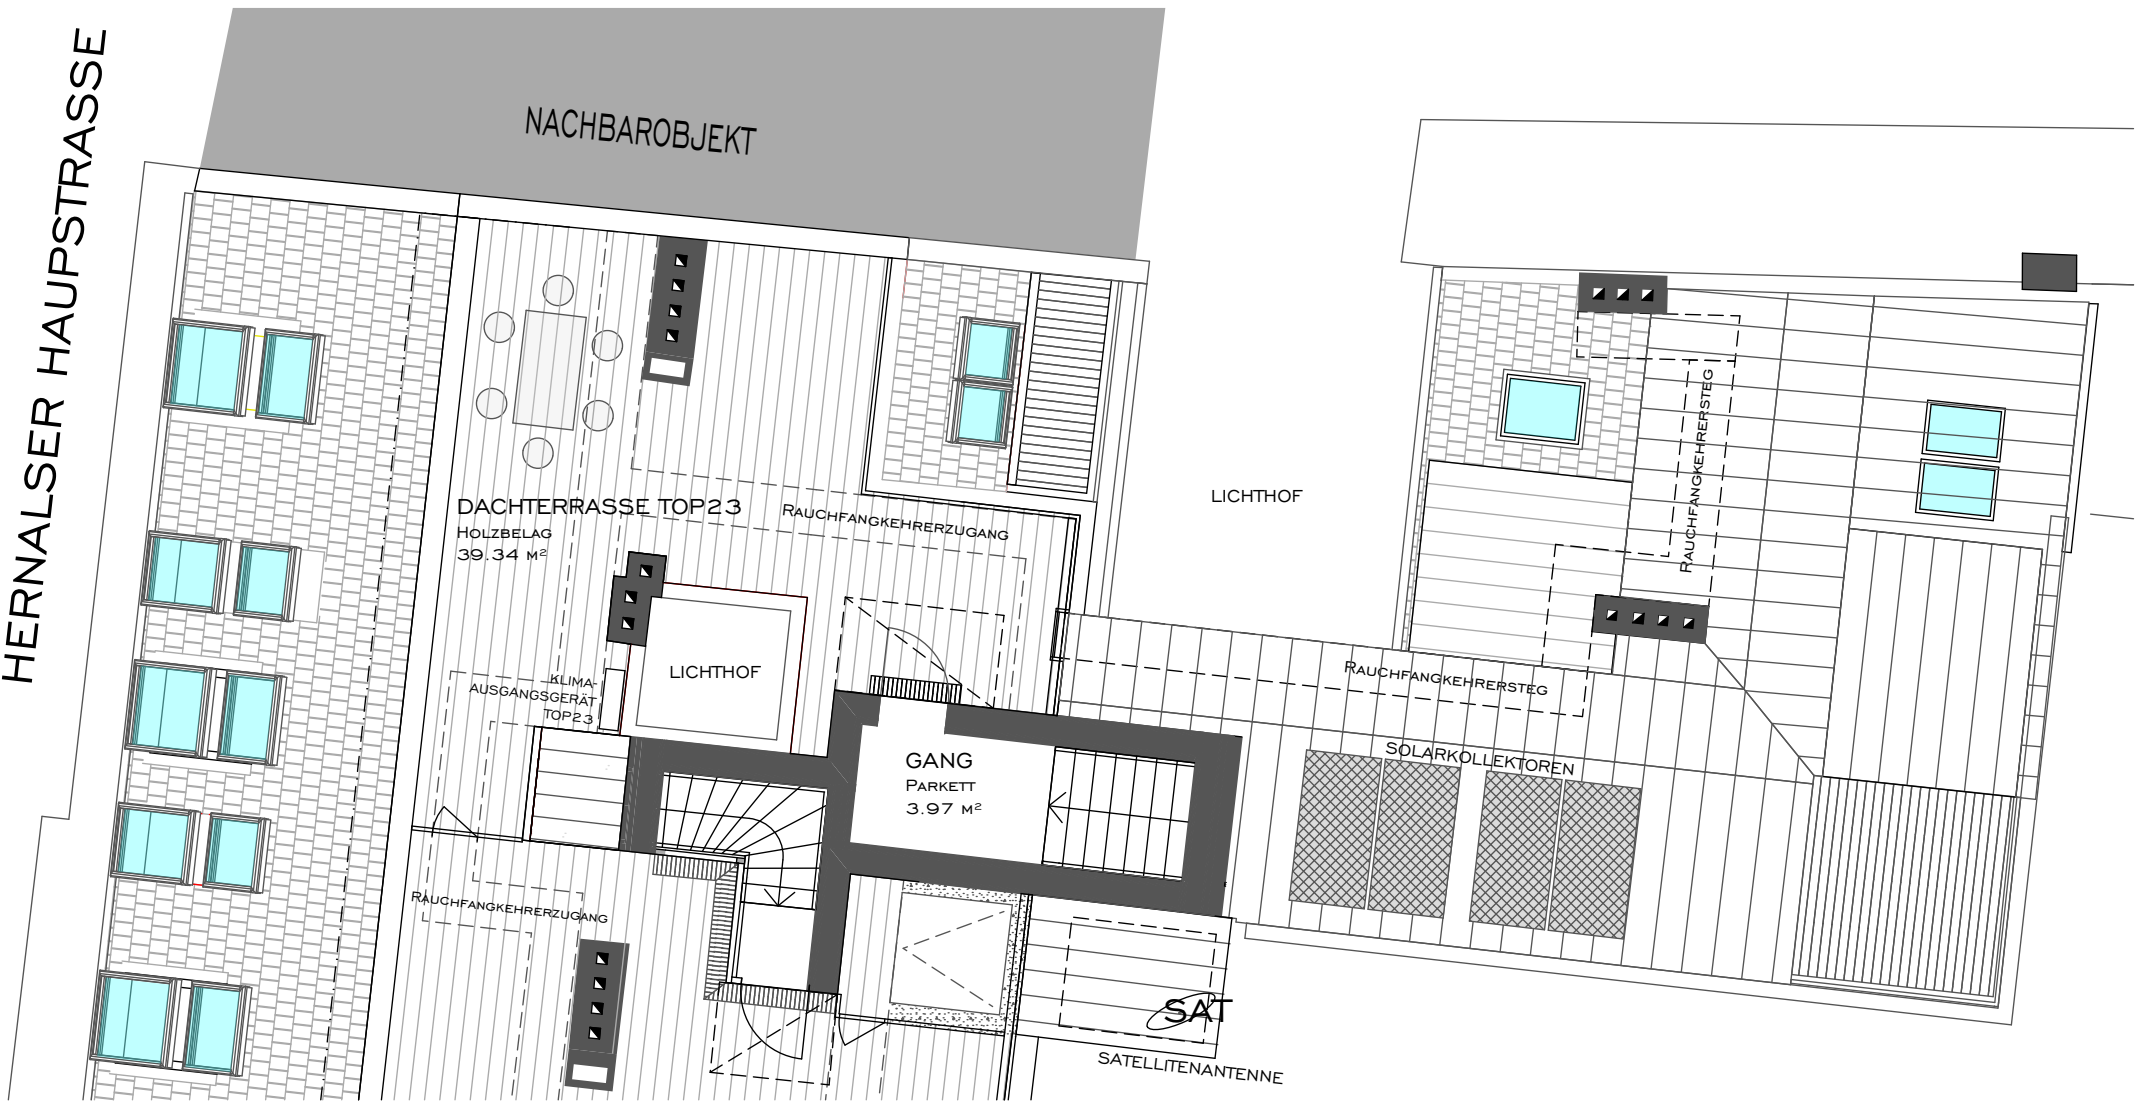 HERNALSER HAUPSTRASSE
NACHBAROBJEKT
DACHTERRASSE TOP23
HOLZBELAG
39.34 M²
RAUCHFANGKEHRERZUGANG
LICHTHOF
RAUCHFANGKEHRERSTEG
LICHTHOF
KLIMA-
AUSGANGSGERÄT
TOP23
RAUCHFANGKEHRERSTEG
GANG
PARKETT
3.97 M²
SOLARKOLLEKTOREN
RAUCHFANGKEHRERZUGANG
SAT
SATELLITENANTENNE